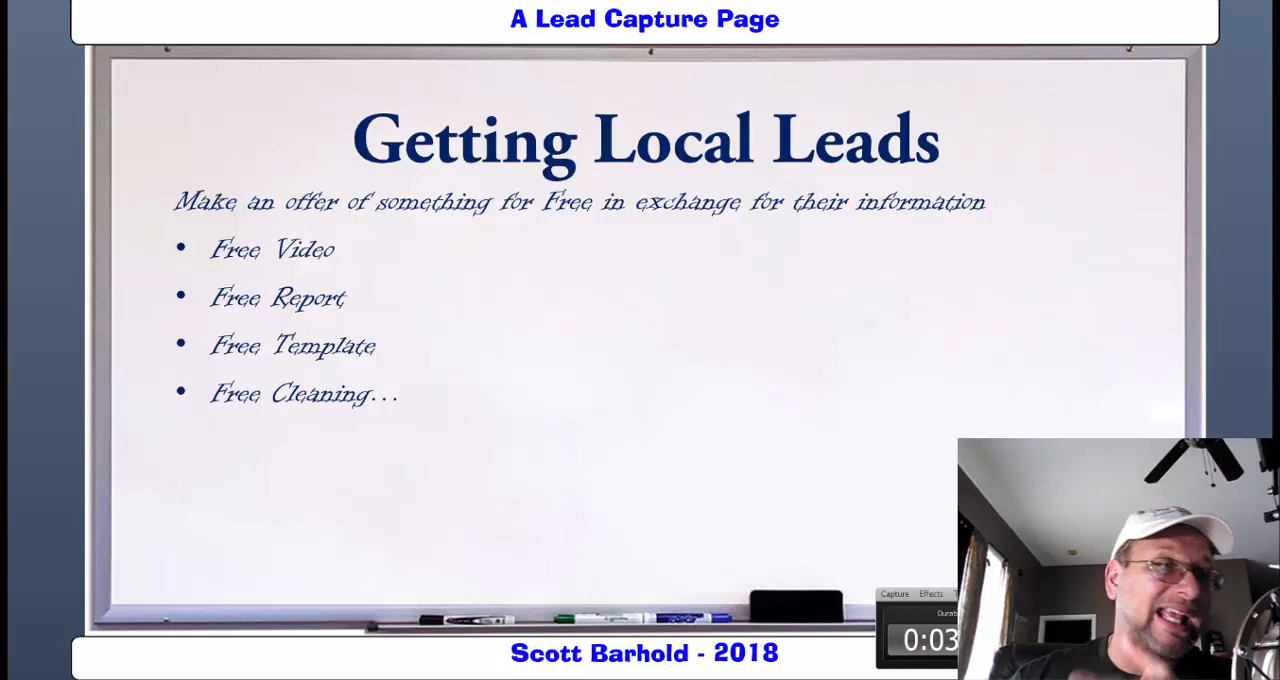 A Lead Capture Page
Getting Local Leads
Make an offer of something for Free in exchange for their information
• Free Video
• Free Report
• Free Template
• Free Cleaning...
Capture Effects
0:03
Scott Barhold - 2018